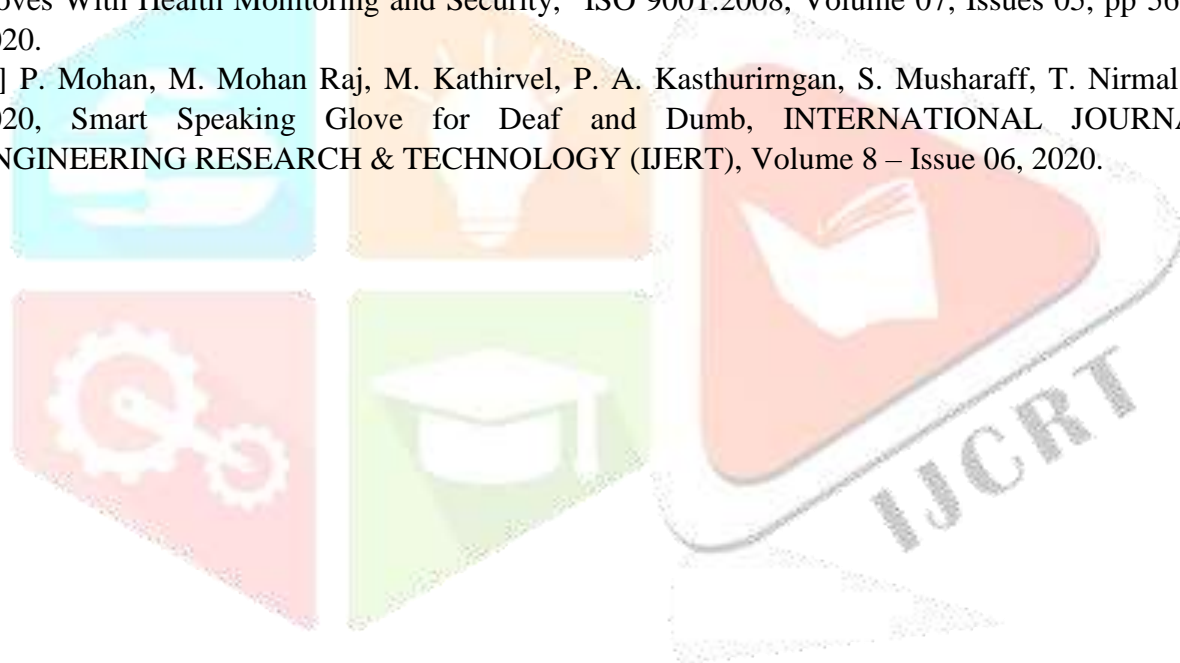 oves With Health Monitoring and Security," ISO 9001:2008, Volume 07, Issues 05, pp 56
020.
] P. Mohan, M. Mohan Raj, M. Kathirvel, P. A. Kasthurirngan, S. Musharaff, T. Nirmal
020, Smart Speaking Glove for Deaf and Dumb, INTERNATIONAL JOURNA
NGINEERING RESEARCH & TECHNOLOGY (IJERT), Volume 8 – Issue 06, 2020.
IJCRT